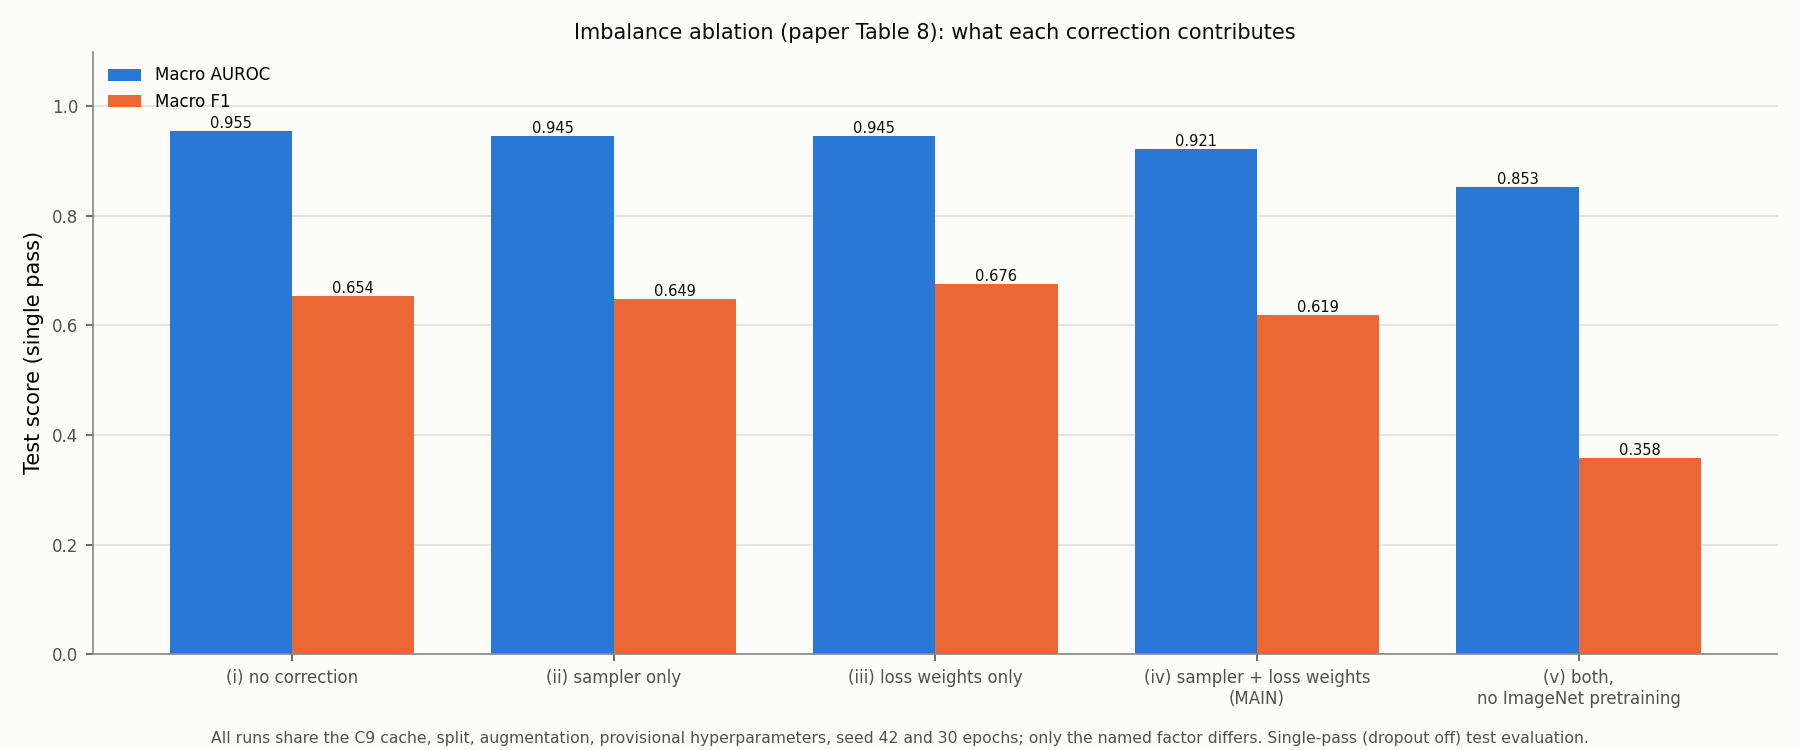 Imbalance ablation (paper Table 8): what each correction contributes
Macro AUROC
Macro F1
Test score (single pass)
1.0
0.8
0.6
0.4
0.2
0.0
0.955
0.654
0.945
0.649
0.945
0.676
0.921
0.619
0.853
0.358
(i) no correction
(ii) sampler only
(iii) loss weights only
(iv) sampler + loss weights
(MAIN)
(v) both,
no ImageNet pretraining
All runs share the C9 cache, split, augmentation, provisional hyperparameters, seed 42 and 30 epochs; only the named factor differs. Single-pass (dropout off) test evaluation.